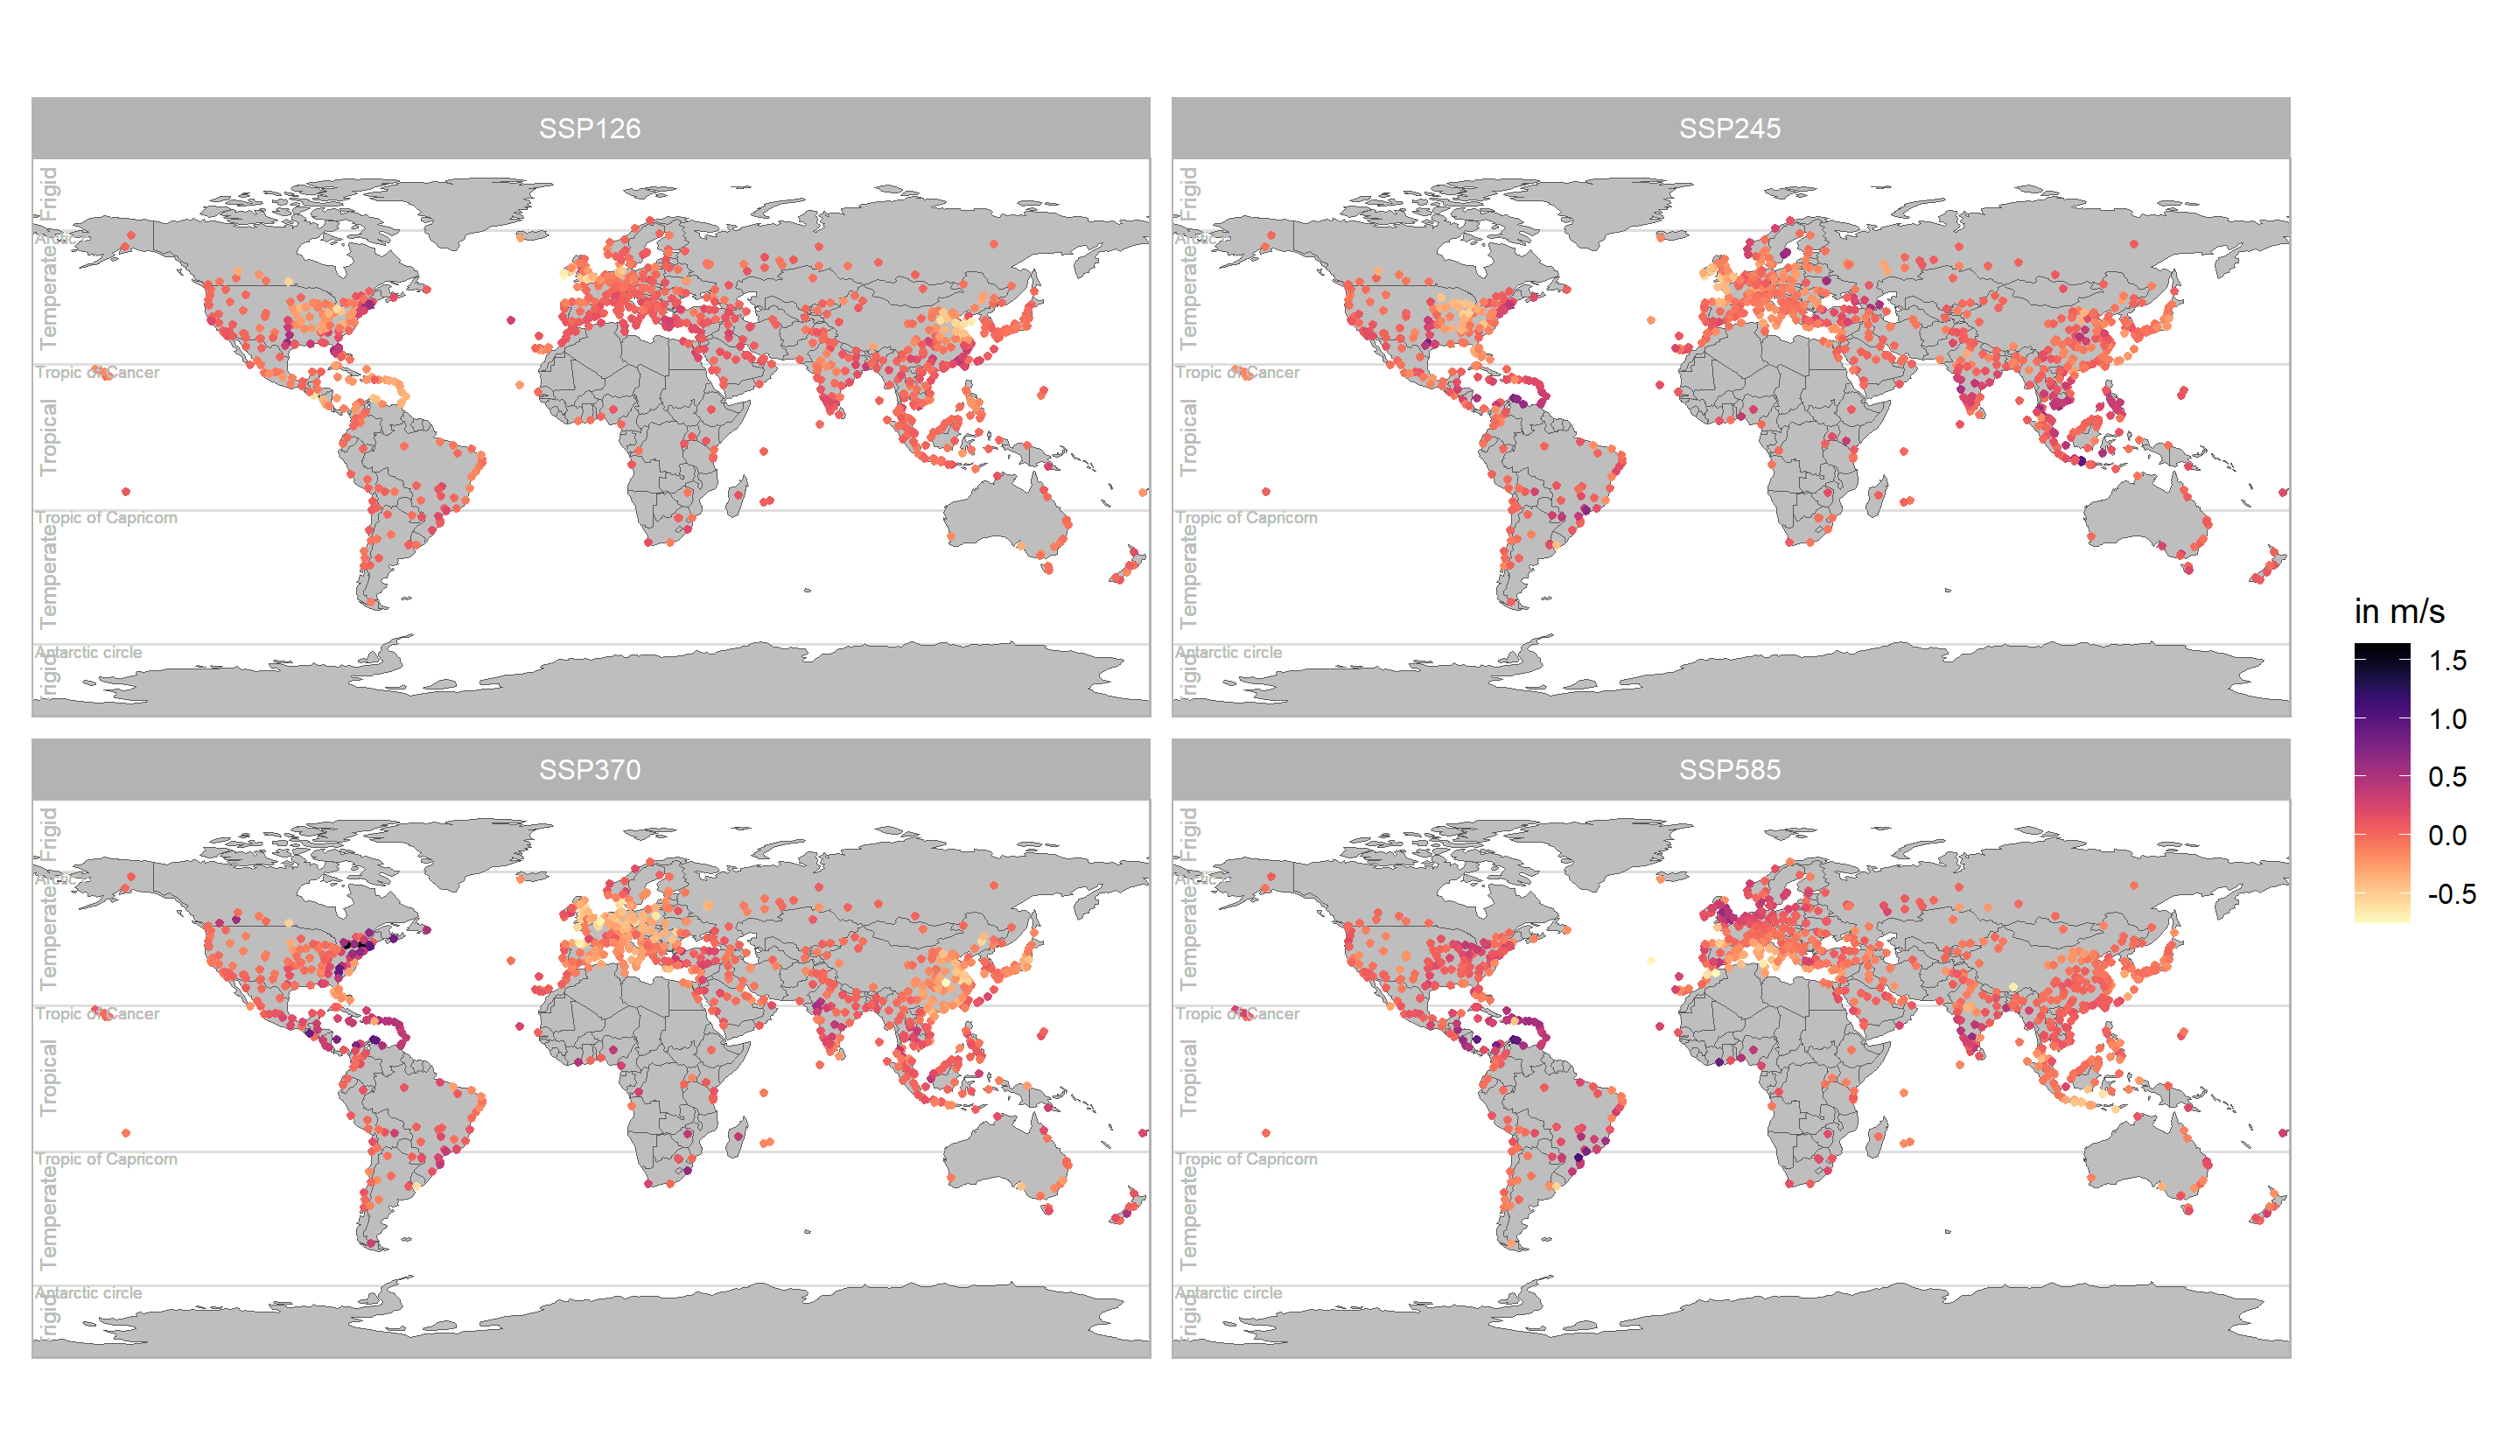 SSP126
Frigid
Arctic
Temperate
Tropic of Cancer
Tropical
Tropic of Capricorn
Temperate
Antarctic circle
SSP245
Frigid
Arctic
Temperate
Tropic of Cancer
Tropical
Tropic of Capricorn
Temperate
Antarctic circle
SSP370
Frigid
Arctic
Temperate
Tropic of Cancer
Tropical
Tropic of Capricorn
Temperate
Antarctic circle
Frigid
SSP585
Frigid
Arctic
Temperate
Tropic of Cancer
Tropical
Tropic of Capricorn
Temperate
Antarctic circle
Frigid
in m/s
1.5
1.0
0.5
0.0
-0.5